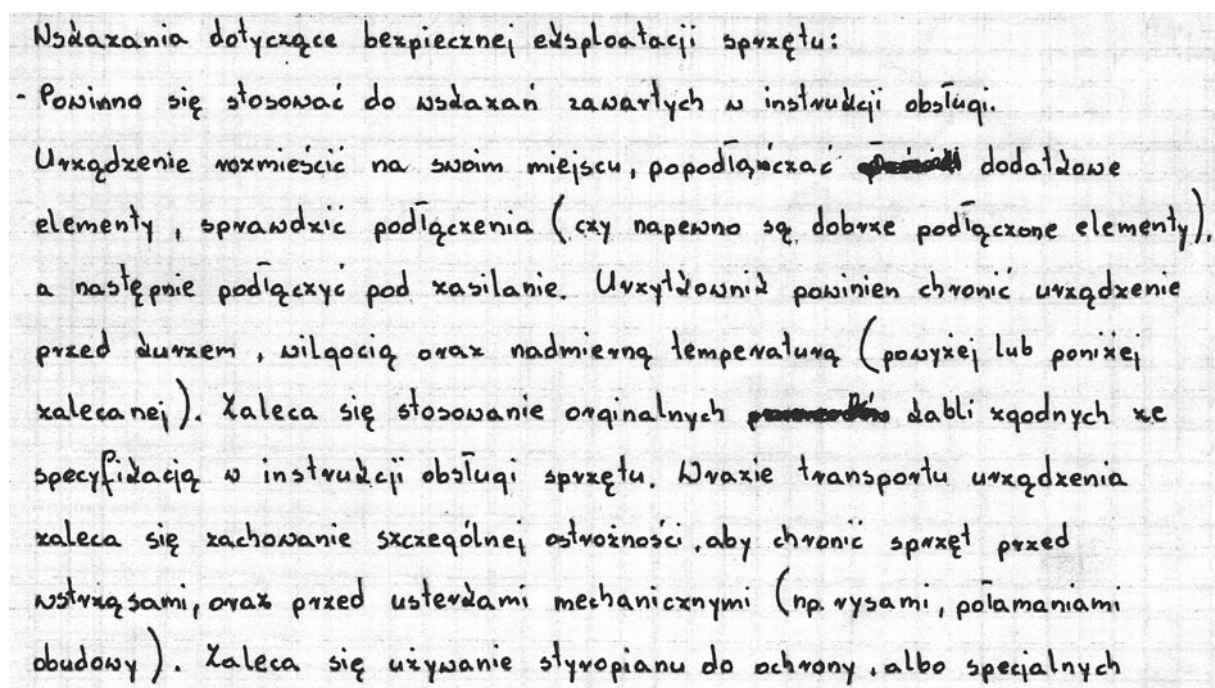 Wskazania dotyczące bezpiecznej eksploatacji sprzętu:
- Powinno się stosować do wskazań zawartych w instrukcji obsługi.
Urządzenie rozmieścić na swoim miejscu, popodłączać dodatkowe
elementy, sprawdzić podłączenia (czy napewno są dobrze podłączone elementy),
a następnie podłączyć pod zasilanie. Urzytkownik powinien chronić urządzenie
przed kurzem, wilgocią oraz nadmierną temperaturą (powyżej lub poniżej
zalecanej). Zaleca się stosowanie orginalnych kabli zgodnych ze
specyfikacją w instrukcji obsługi sprzętu. Wrazie transportu urządzenia
zaleca się zachowanie szczególnej ostrożności, aby chronić sprzęt przed
wstrząsami, oraz przed usterkami mechanicznymi (np. rysami, połamaniami
obudowy). Zaleca się używanie styropianu do ochrony, albo specjalnych